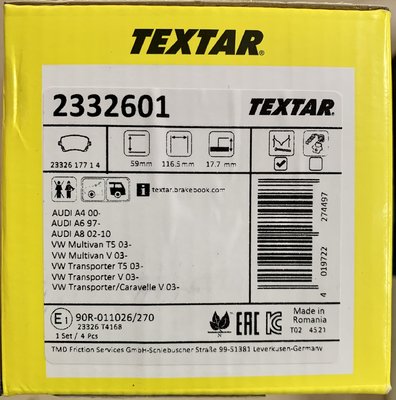 TEXTAR
2332601 TEXTAR
23326 177 1 4 59mm 116.5mm 17.7 mm
i textar.brakebook.com
AUDI A4 00-
AUDI A6 97-
AUDI A8 02-10
VW Multivan T5 03-
VW Multivan V 03-
VW Transporter T5 03-
VW Transporter V 03-
VW Transporter/Caravelle V 03-
4 019722 274497
E1 90R-011026/270
23326 T4168
1 Set / 4 Pcs
EAC
Made in
Romania
T02 4521
TMD Friction Services GmbH-Schlebuscher Straße 99-51381 Leverkusen-Germany